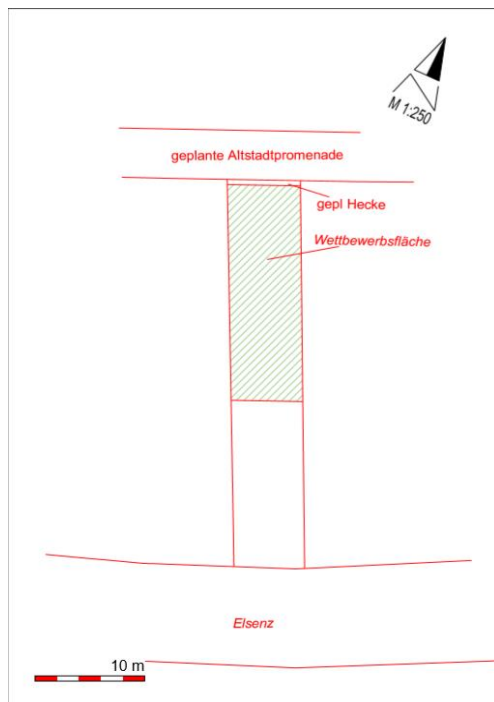 M 1:250
geplante Altstadtpromenade
gepl Hecke
Wettbewerbsfläche
Elsenz
10 m